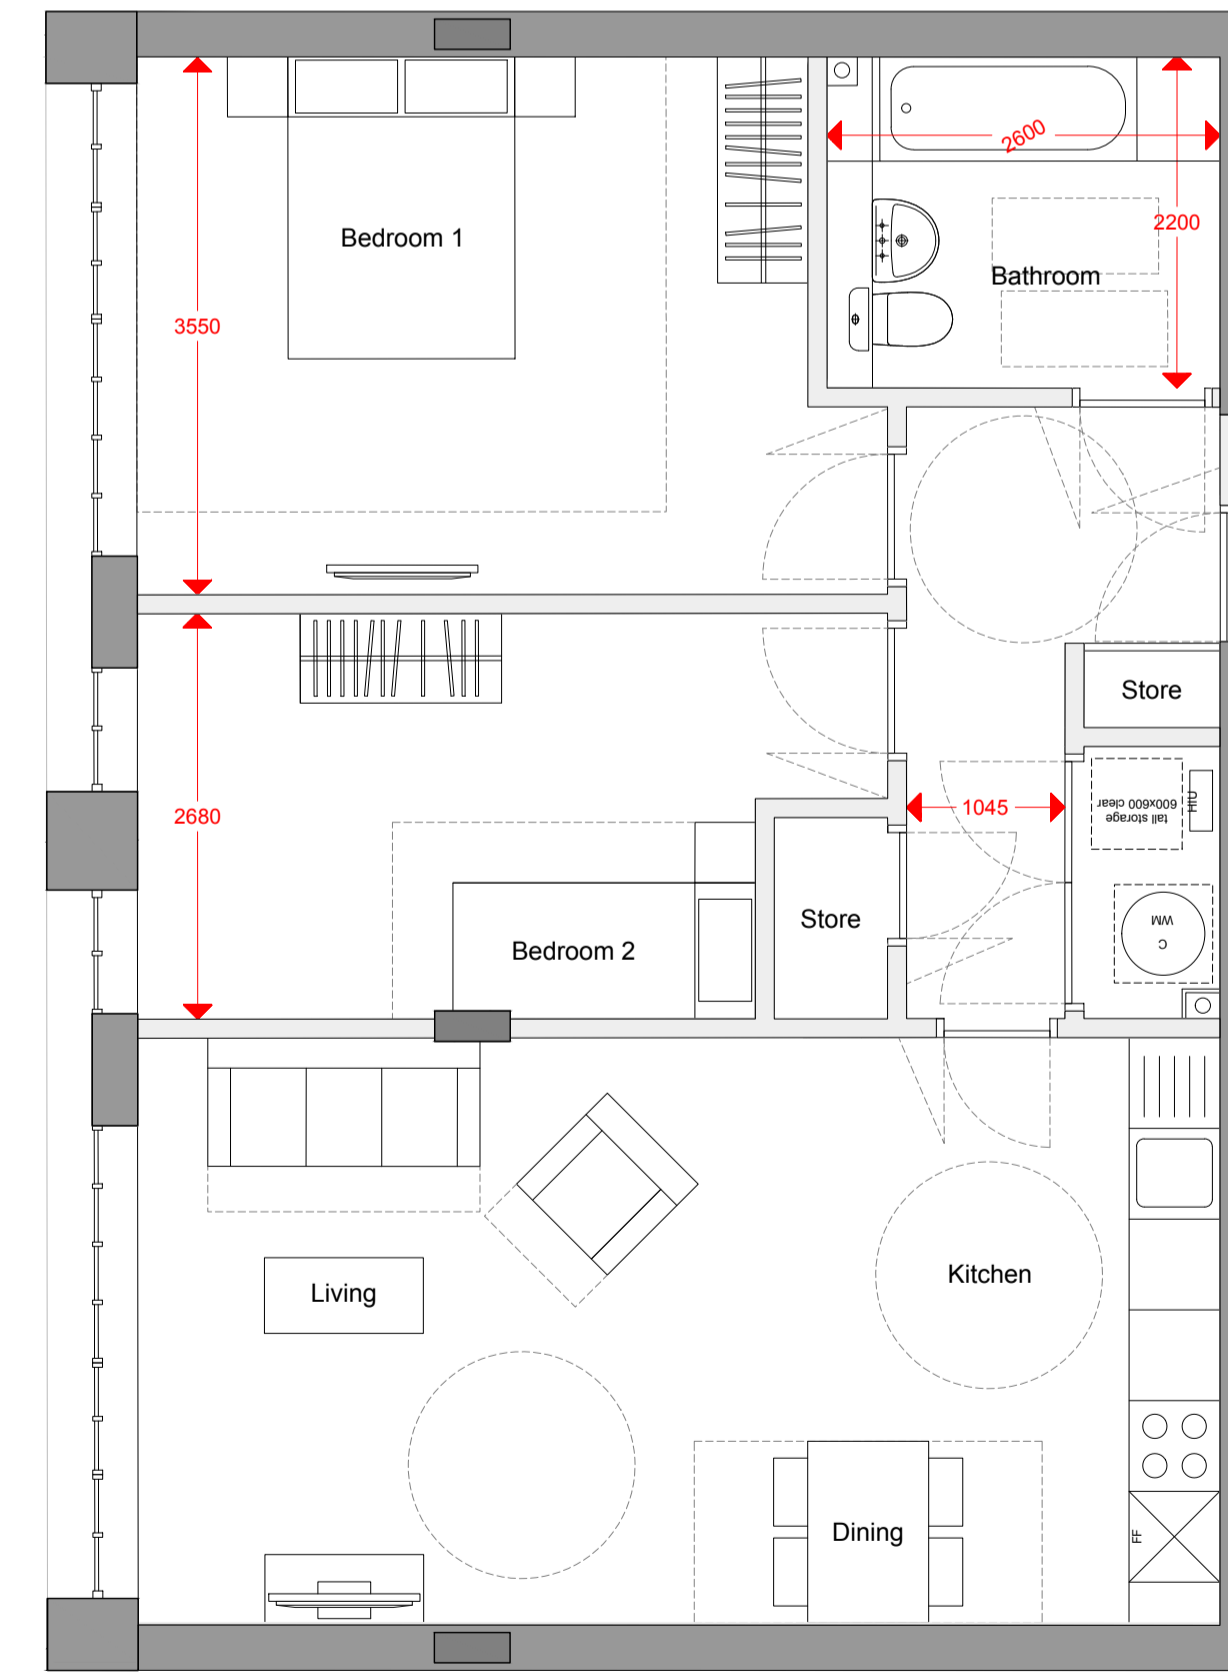 2600
2200
Bedroom 1
Bathroom
3550
Store
2680
1045
tall storage
600x600 clear
HIU
Store
WM
C
Bedroom 2
Kitchen
Living
Dining
FF